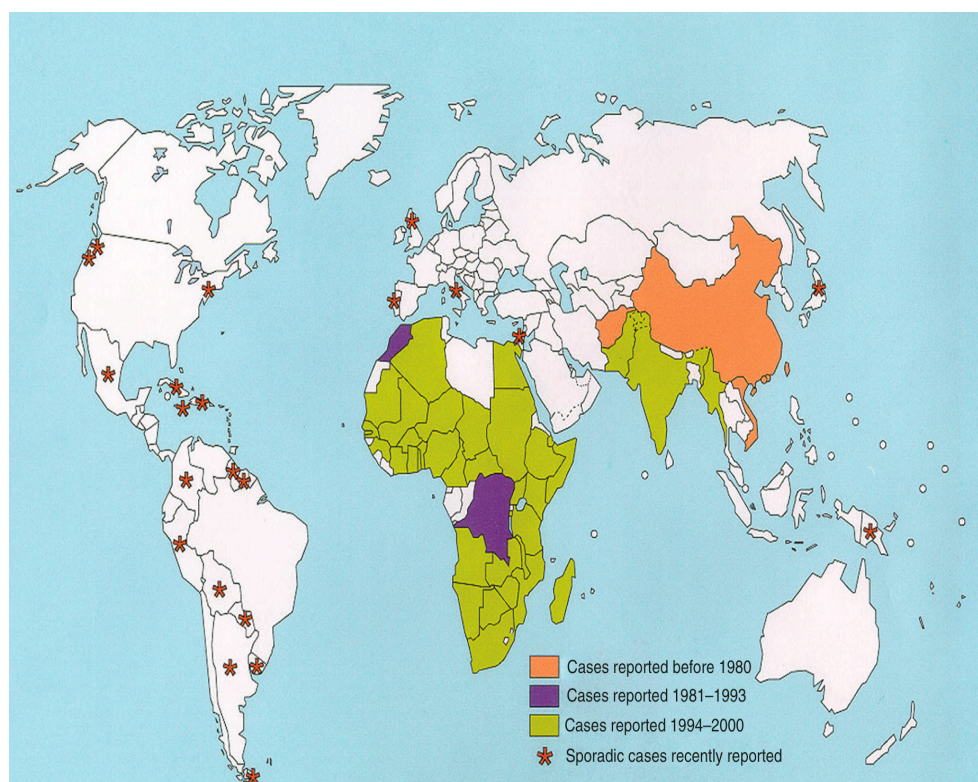 Cases reported before 1980
Cases reported 1981–1993
Cases reported 1994–2000
Sporadic cases recently reported